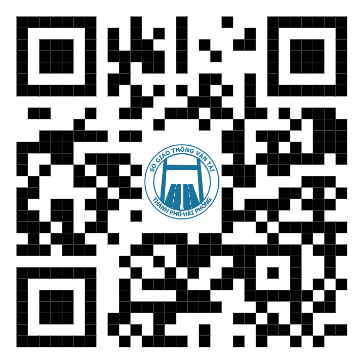 SỞ GIAO THÔNG VẬN TẢI
THÀNH PHỐ HẢI PHÒNG